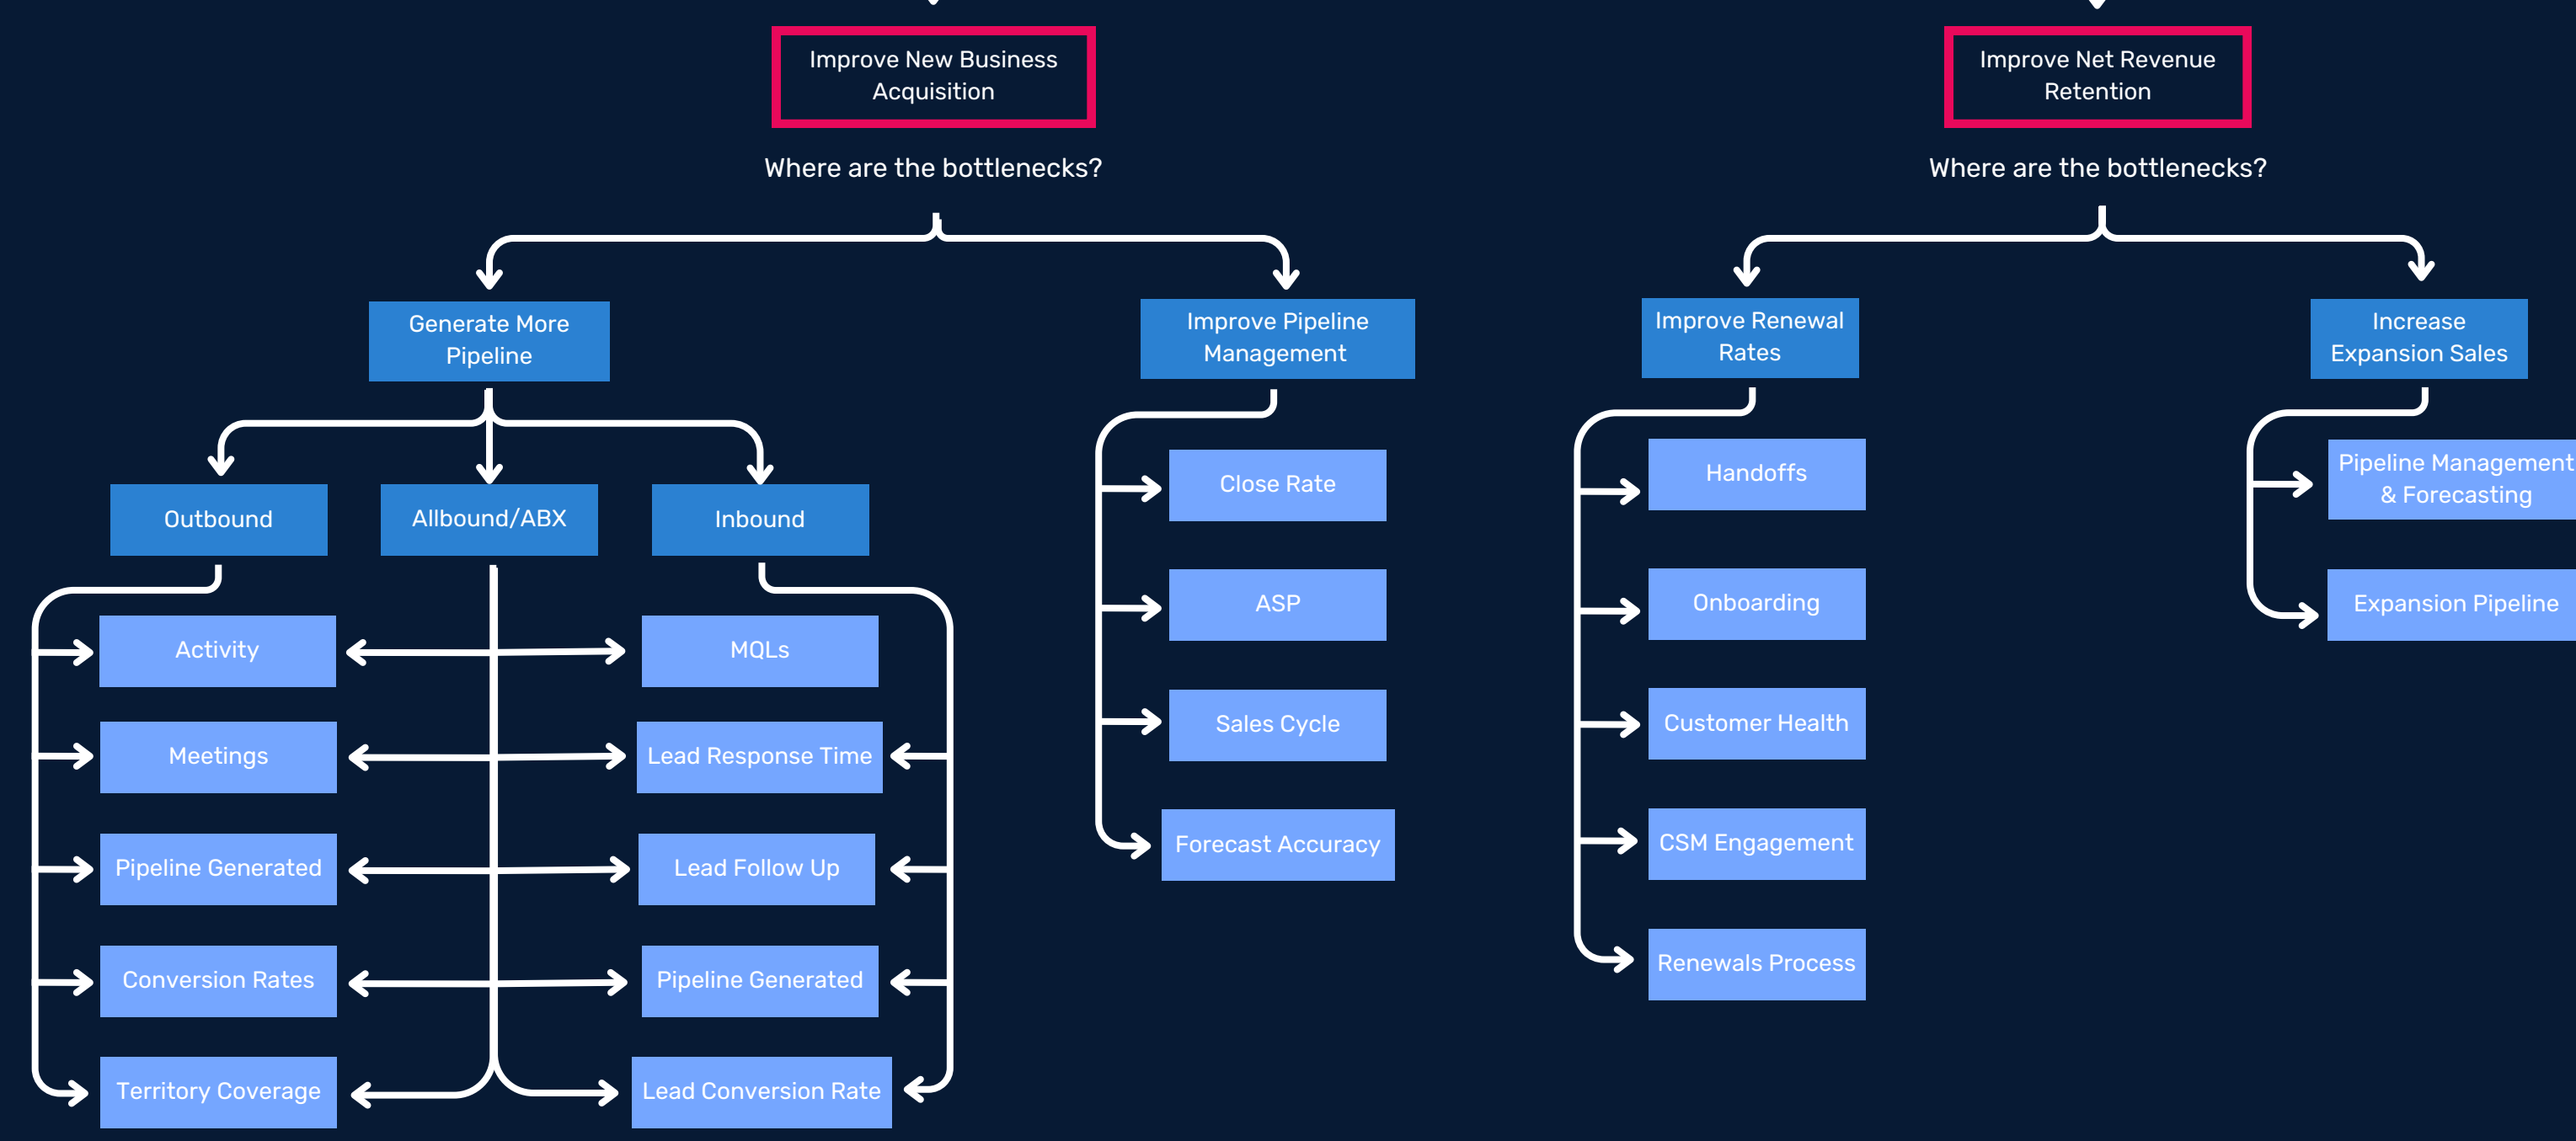 Improve New Business
Acquisition
Improve Net Revenue
Retention
Where are the bottlenecks?
Where are the bottlenecks?
Generate More
Pipeline
Improve Pipeline
Management
Improve Renewal
Rates
Increase
Expansion Sales
Outbound
Allbound/ABX
Inbound
Activity
Meetings
Pipeline Generated
Conversion Rates
Territory Coverage
MQLs
Lead Response Time
Lead Follow Up
Pipeline Generated
Lead Conversion Rate
Close Rate
ASP
Sales Cycle
Forecast Accuracy
Handoffs
Onboarding
Customer Health
CSM Engagement
Renewals Process
Pipeline Management
& Forecasting
Expansion Pipeline